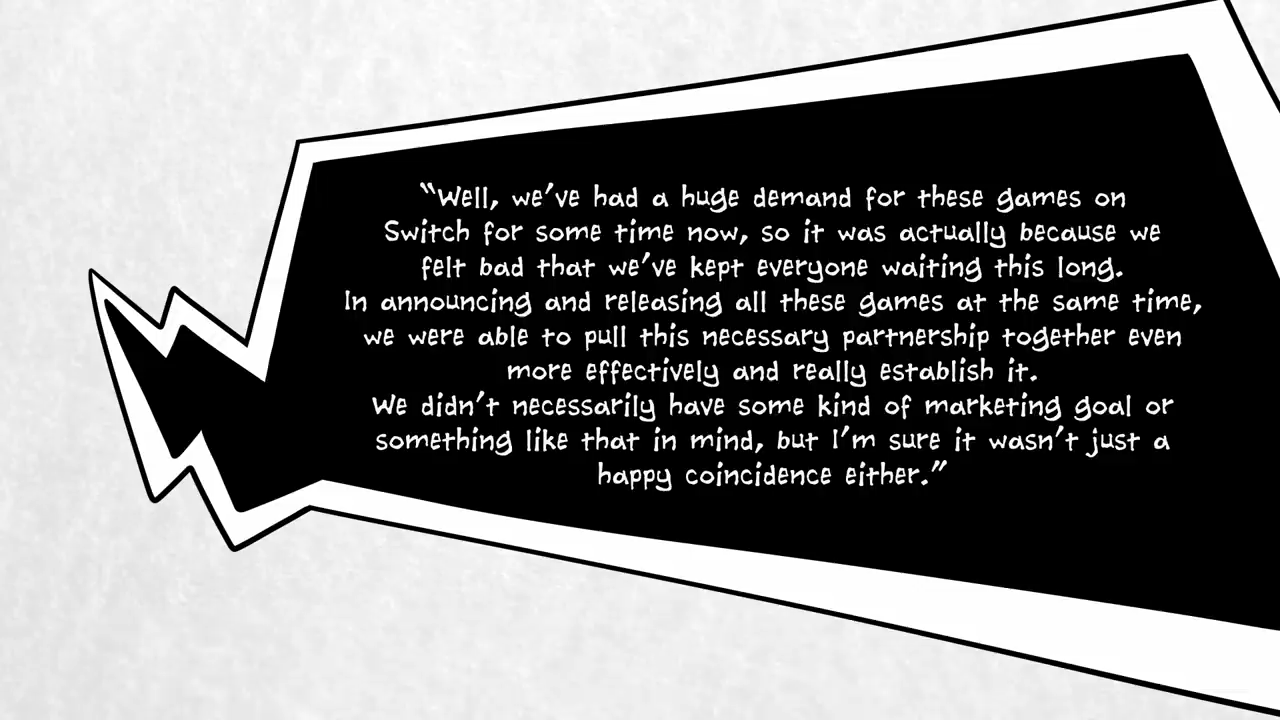 “Well, we’ve had a huge demand for these games on
Switch for some time now, so it was actually because we
felt bad that we’ve kept everyone waiting this long.
In announcing and releasing all these games at the same time,
we were able to pull this necessary partnership together even
more effectively and really establish it.
We didn’t necessarily have some kind of marketing goal or
something like that in mind, but I’m sure it wasn’t just a
happy coincidence either.”